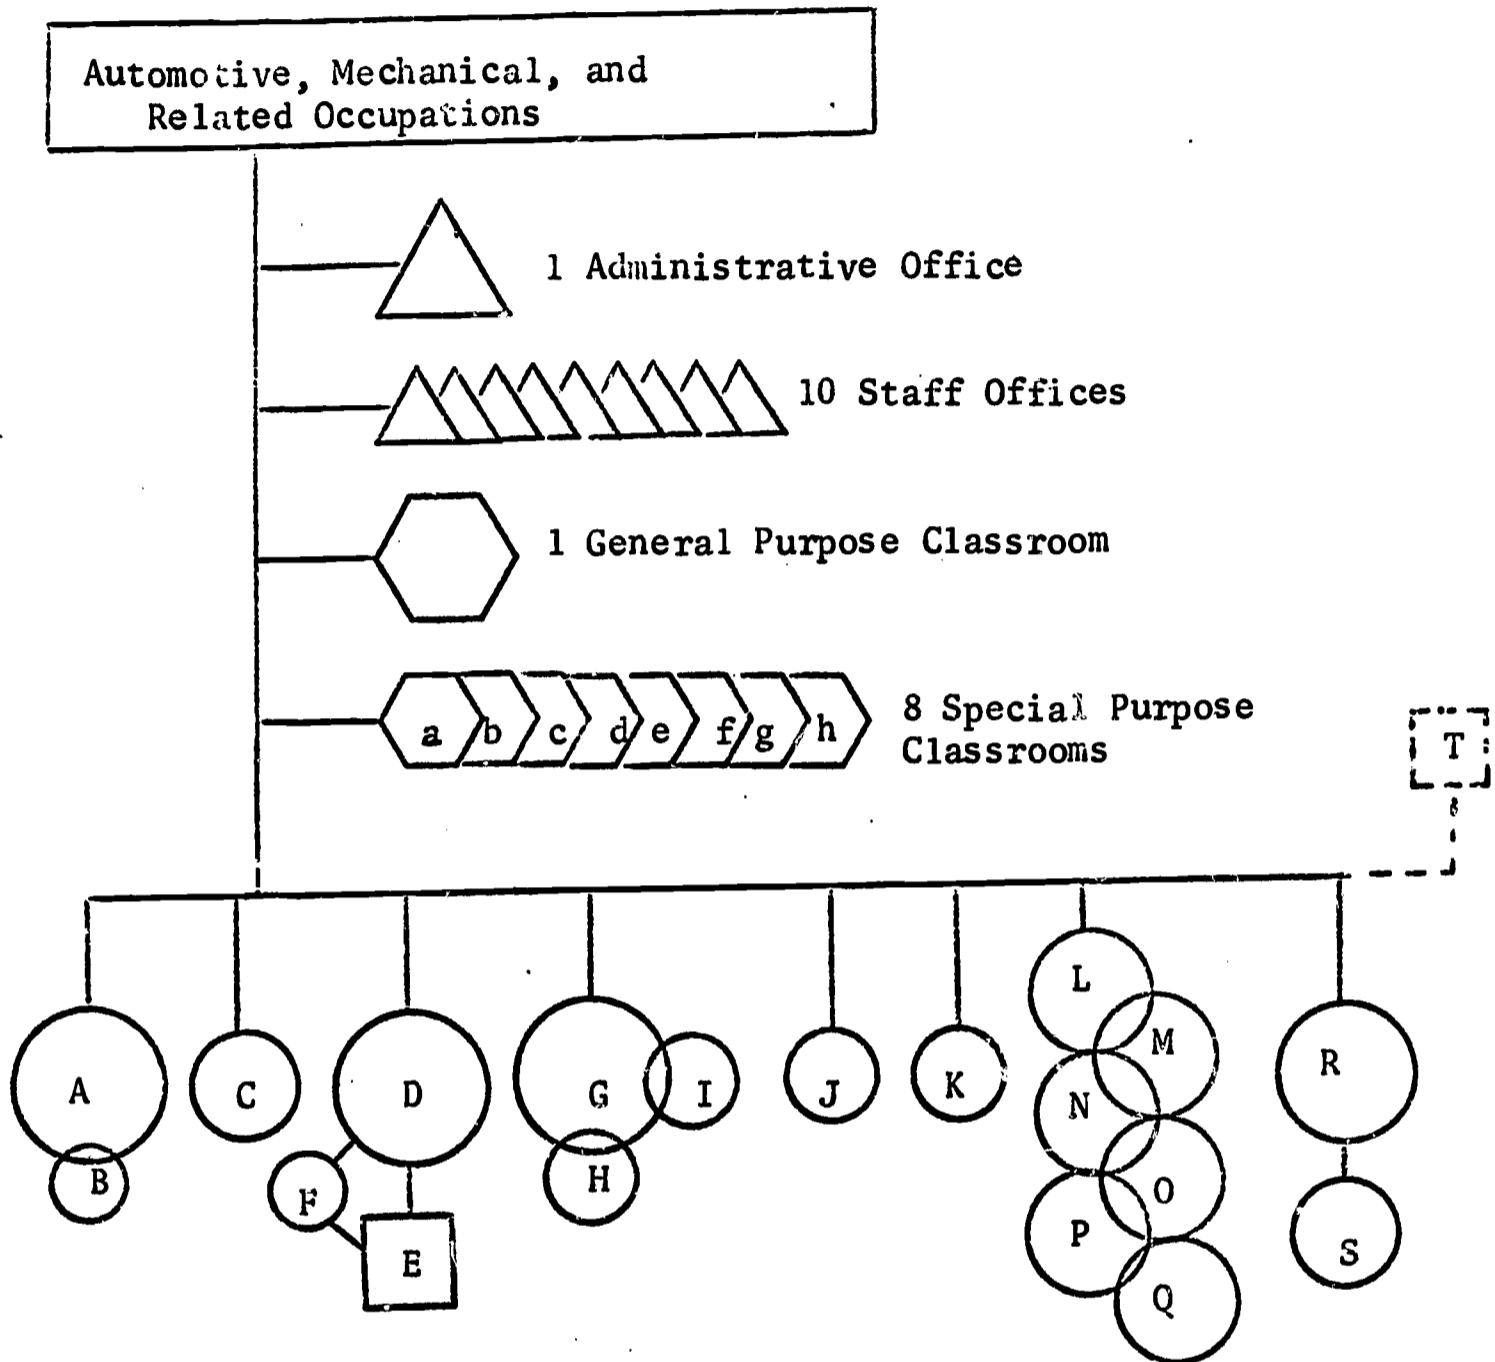 Automotive, Mechanical, and
Related Occupations
1 Administrative Office
10 Staff Offices
1 General Purpose Classroom
a b c d e f g h
8 Special Purpose
Classrooms
T
A
B
C
D
F
E
G
I
H
J
K
L
M
N
O
P
Q
R
S